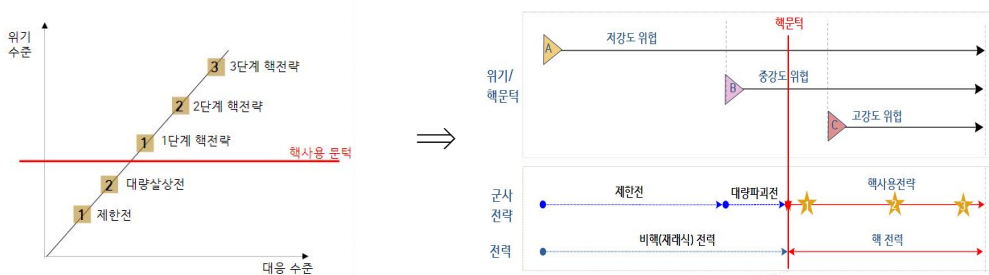 위기
수준
3
3단계 핵전략
2
2단계 핵전략
1
1단계 핵전략
핵사용 문턱
2
대량살상전
1
제한전
대응 수준
핵문턱
위기/
핵문턱
A
저강도 위협
B
중강도 위협
C
고강도 위협
군사
전략
제한전
대량파괴전
핵사용전략
1
2
3
전력
비핵(재래식) 전력
핵 전력